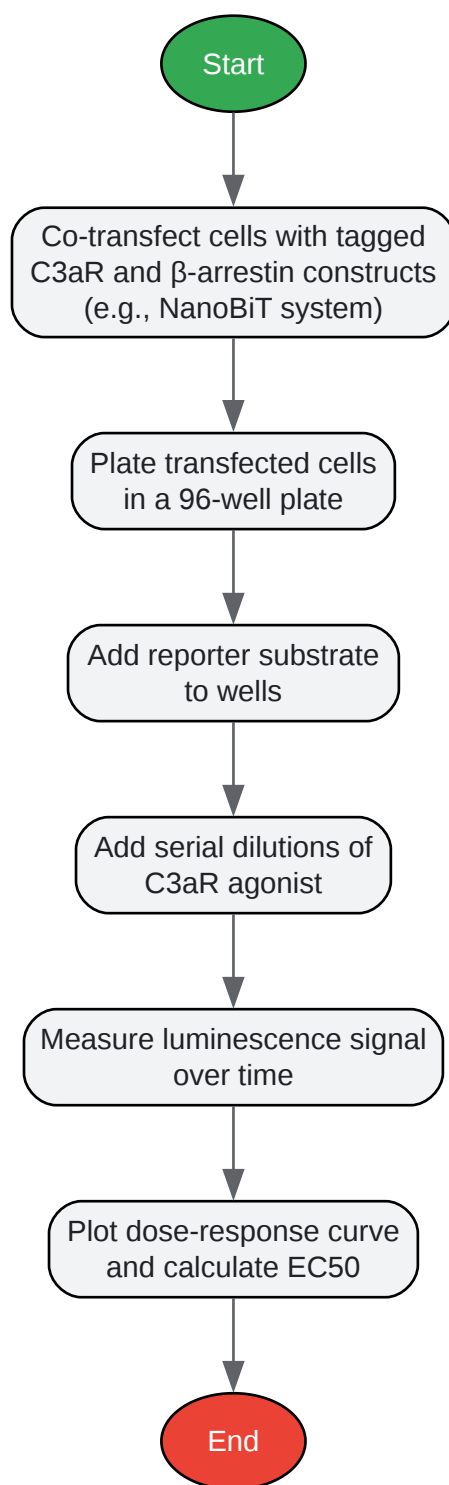 Start
Co-transfect cells with tagged
C3aR and β-arrestin constructs
(e.g., NanoBiT system)
Plate transfected cells
in a 96-well plate
Add reporter substrate
to wells
Add serial dilutions of
C3aR agonist
Measure luminescence signal
over time
Plot dose-response curve
and calculate EC50
End